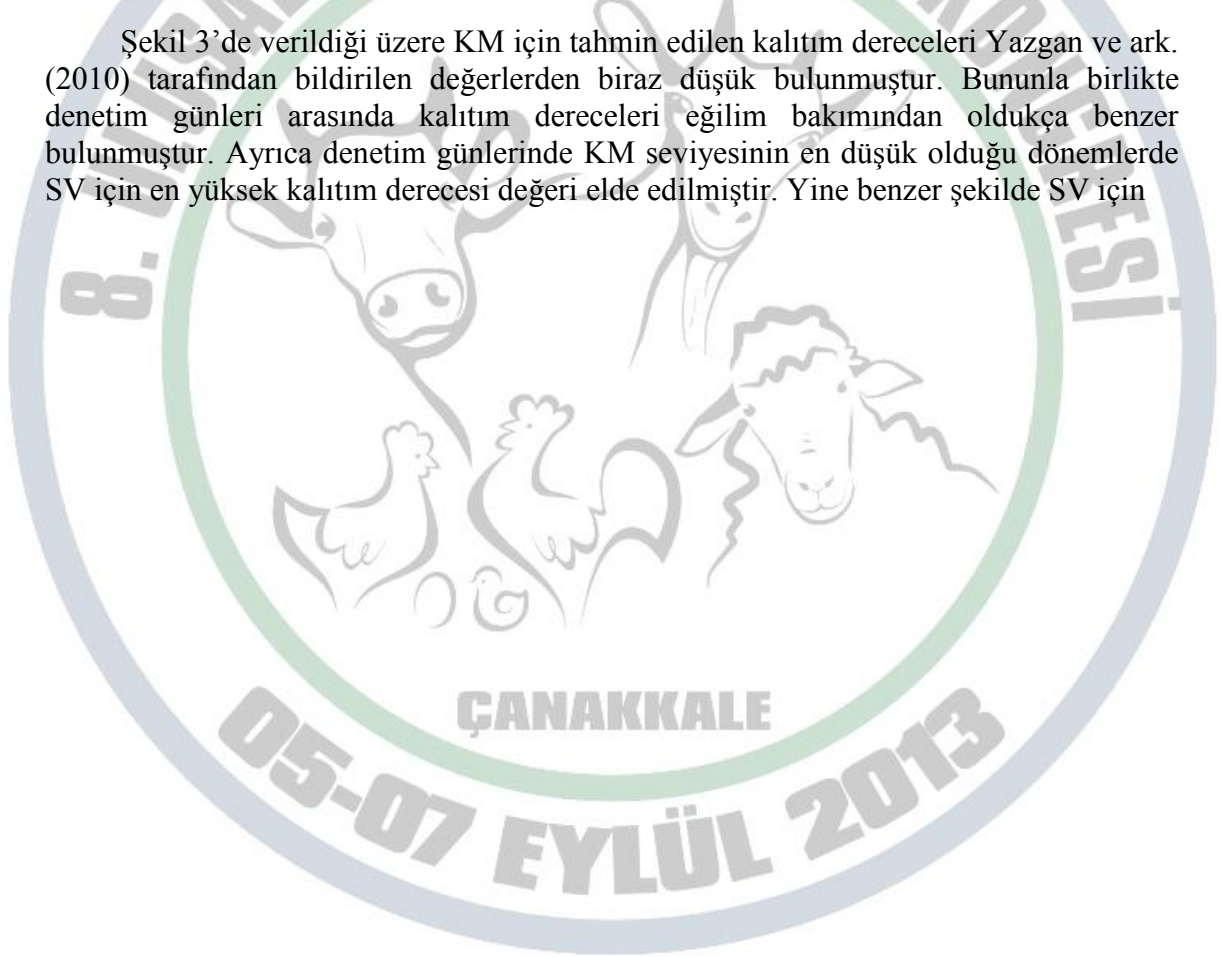 Şekil 3’de verildiği üzere KM için tahmin edilen kalıtım dereceleri Yazgan ve ark.
(2010) tarafından bildirilen değerlerden biraz düşük bulunmuştur. Bununla birlikte
denetim günleri arasında kalıtım dereceleri eğilim bakımından oldukça benzer
bulunmuştur. Ayrıca denetim günlerinde KM seviyesinin en düşük olduğu dönemlerde
SV için en yüksek kalıtım derecesi değeri elde edilmiştir. Yine benzer şekilde SV için
8.
ÇANAKKALE
05-07 EYLÜL 2013